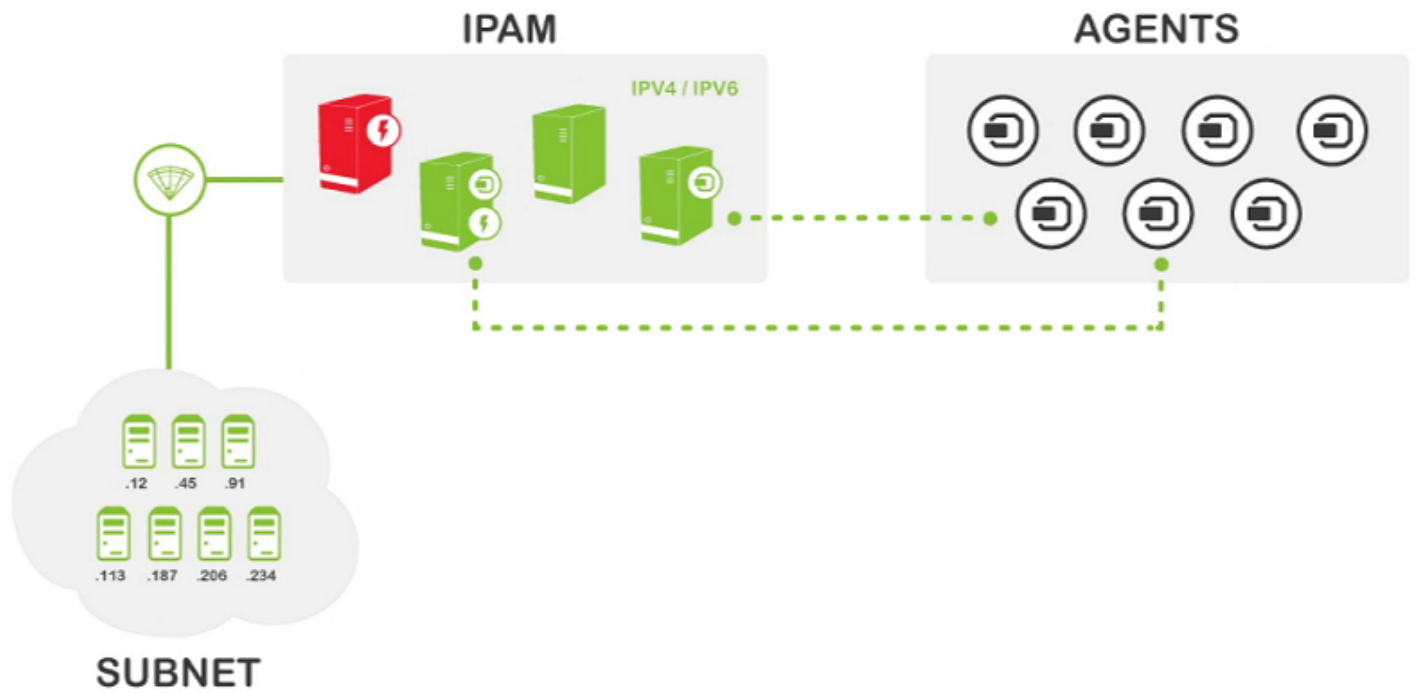 IPAM
AGENTS
IPV4 / IPV6
.12 .45 .91
.113 .187 .206 .234
SUBNET